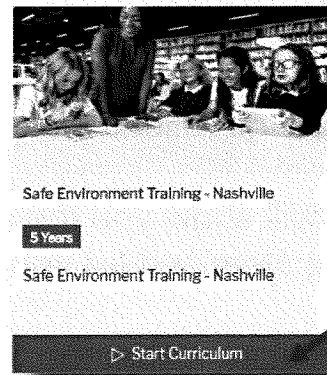 Safe Environment Training - Nashville
5 Years
Safe Environment Training - Nashville
Start Curriculum